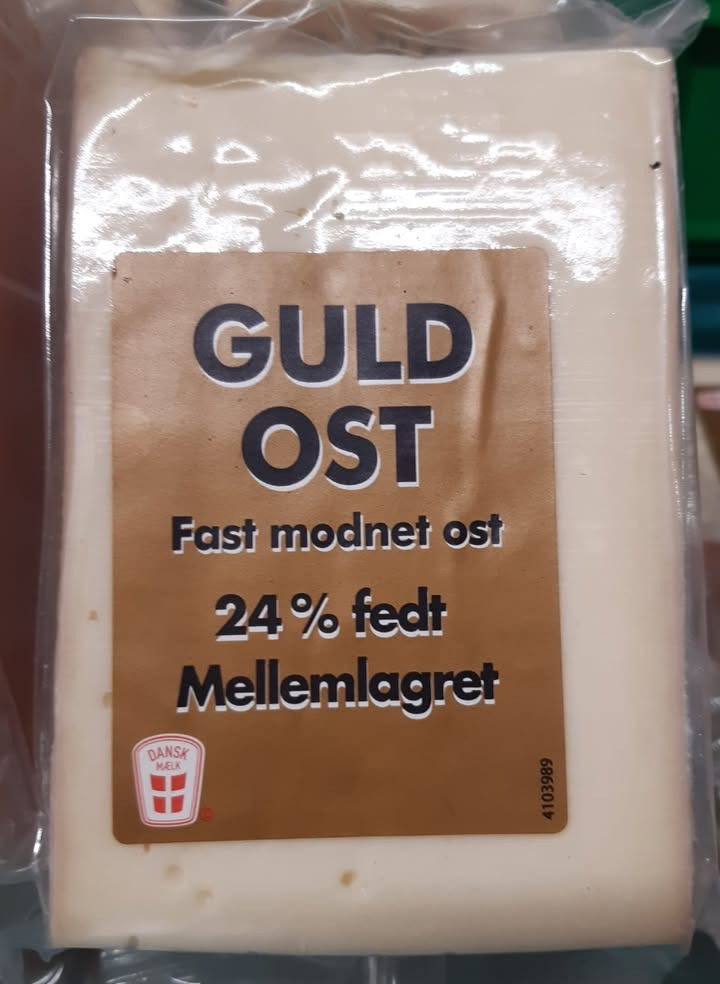 GULD
OST
Fast modnet ost
24% fedt
Mellemlagret
DANSK
MÆLK
4103989